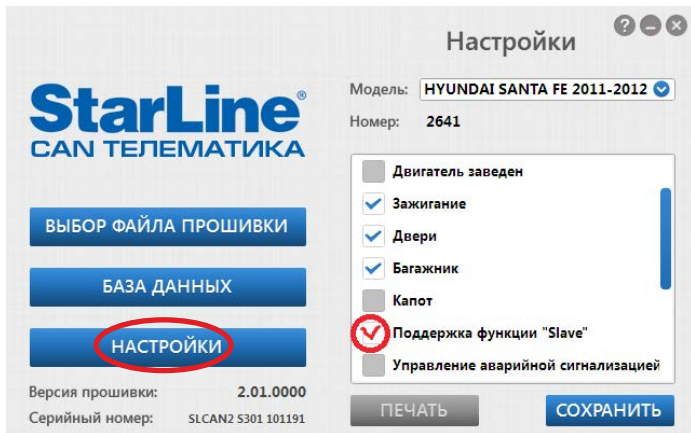 Настройки
? 
StarLine®
CAN ТЕЛЕМАТИКА
ВЫБОР ФАЙЛА ПРОШИВКИ
БАЗА ДАННЫХ
НАСТРОЙКИ
Версия прошивки: 2.01.0000
Серийный номер: SLCAN2 S301 101191
Модель: HYUNDAI SANTA FE 2011-2012
Номер: 2641
Двигатель заведен
Зажигание
Двери
Багажник
Капот
Поддержка функции "Slave"
Управление аварийной сигнализацией
ПЕЧАТЬ
СОХРАНИТЬ